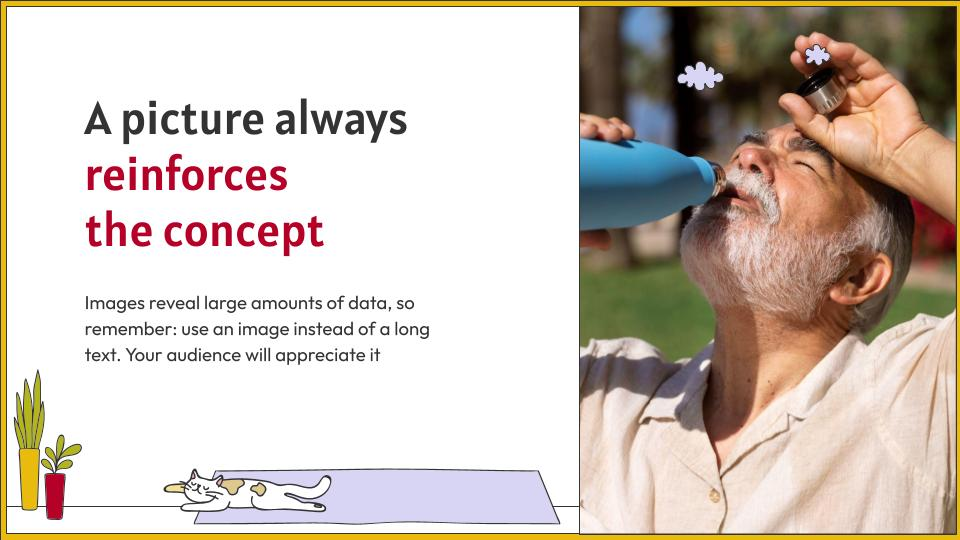 A picture always
reinforces
the concept
Images reveal large amounts of data, so
remember: use an image instead of a long
text. Your audience will appreciate it